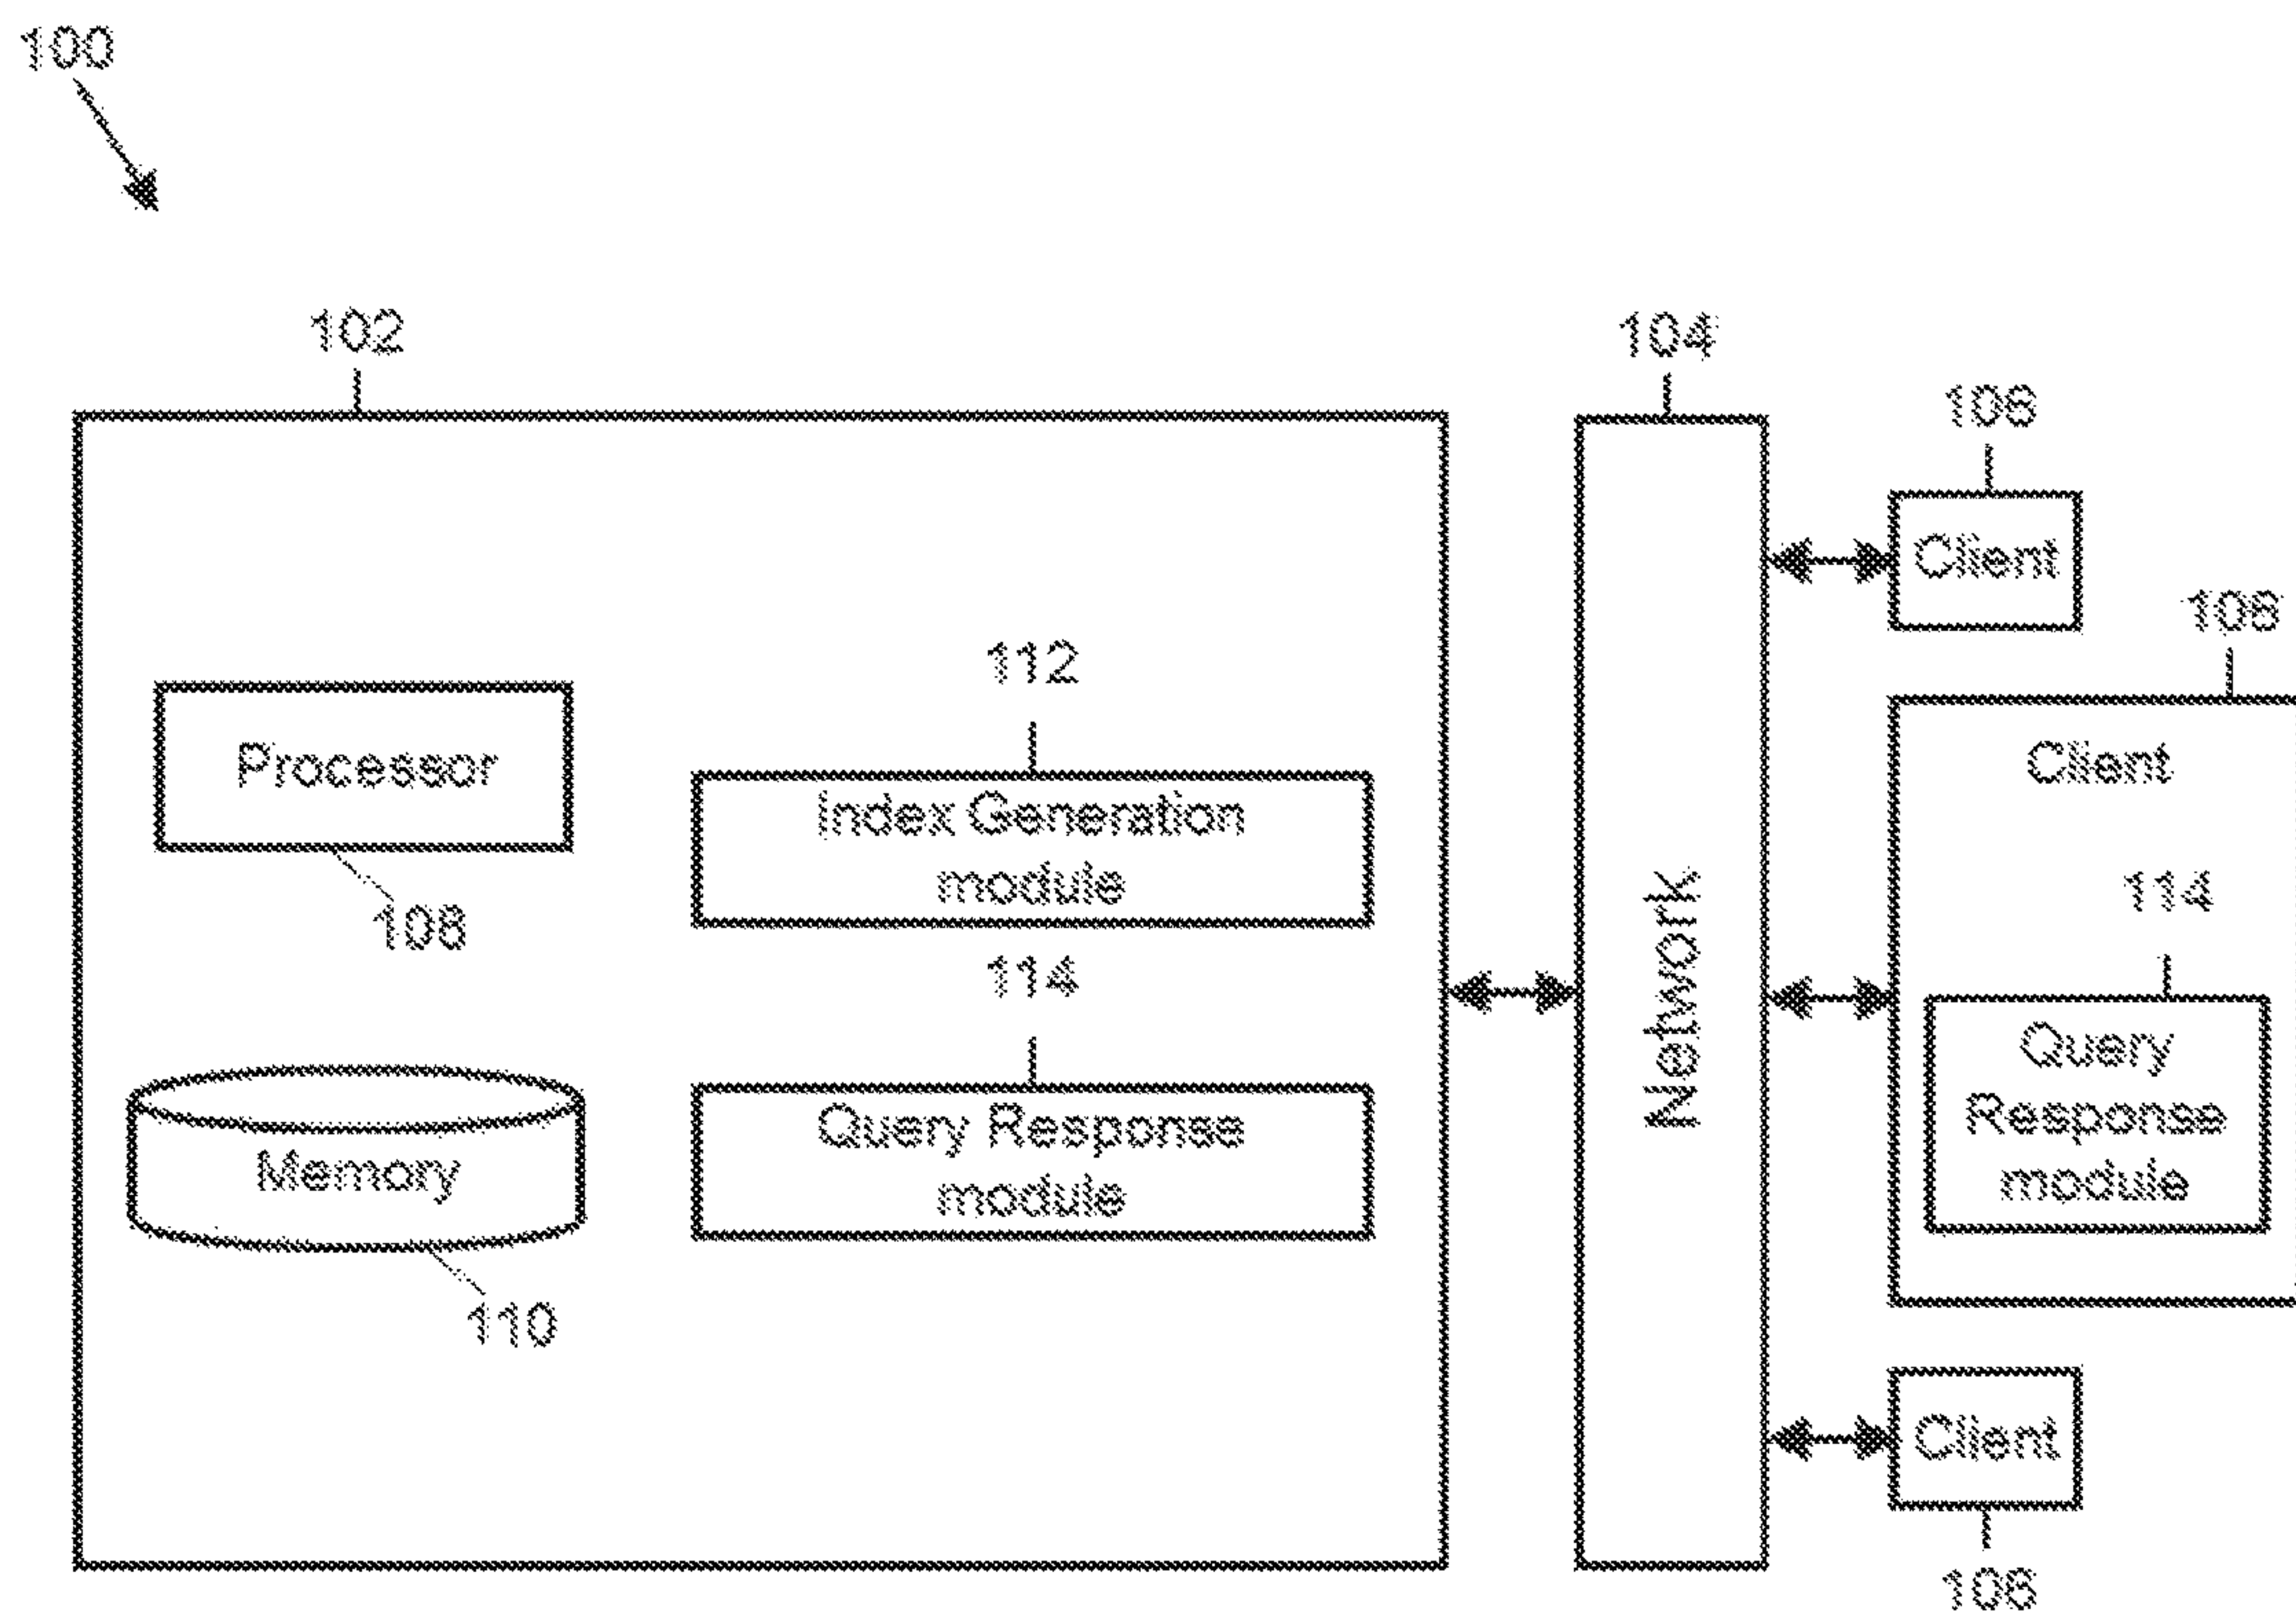 100
102
104
106
Client
106
Client
112
Processor
Index Generation
module
108
114
114
Network
Query
Response
module
Query Response
module
Memory
110
Client
106